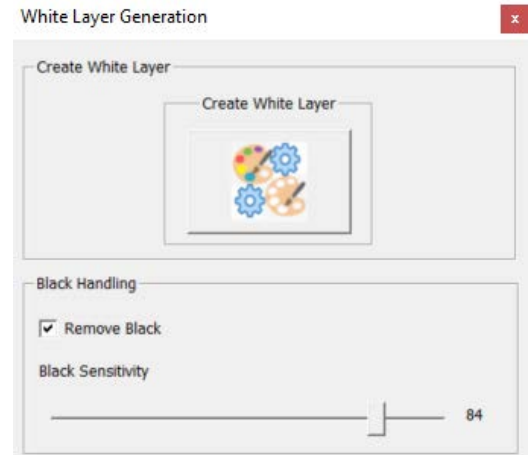 White Layer Generation
x
Create White Layer
Create White Layer
Black Handling
Remove Black
Black Sensitivity
84